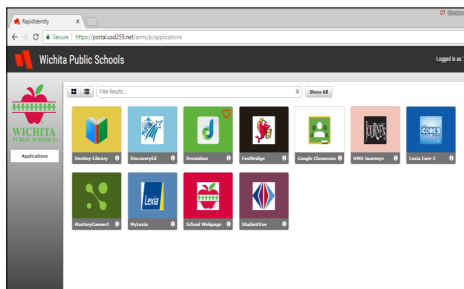 RapidIdentity
Secure | https://portal.usd259.net/arms/p/applications
Wichita Public Schools
Logged in as:
Filter Results...
Show All
WICHITA
PUBLIC SCHOOLS
Applications
Destiny-Library
DiscoveryEd
Dreambox
FastBridge
Google Classroom
HMH Journeys
Lexia Core 5
Lexia
MasteryConnect
MyLexia
School Webpage
StudentVue